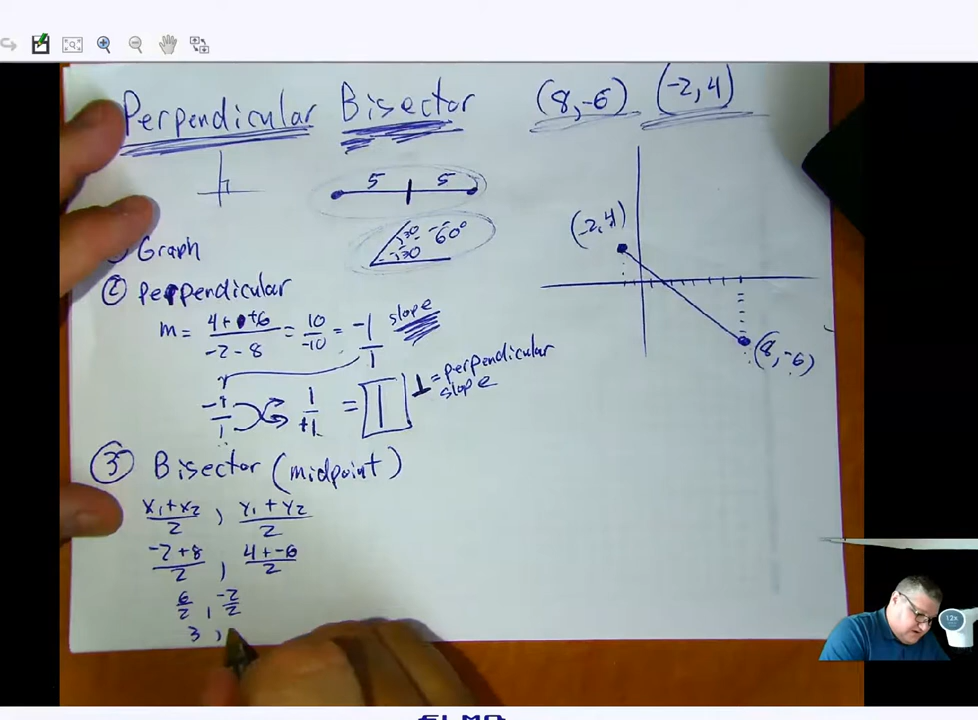 Perpendicular Bisector (8,-6) (-2,4)
5 5
30
30 60°
Graph
② Perpendicular
m = 4+ +6 / -2-8 = 10/-10 = -1/1 slope
-1/1 1/+1 = 1 ⊥ = perpendicular slope
③ Bisector (midpoint)
x₁+x₂/2 , y₁+y₂/2
-2+8/2 , 4+-6/2
6/2 , -2/2
3 ,
(-2,4)
(8,-6)
12x
ELMO